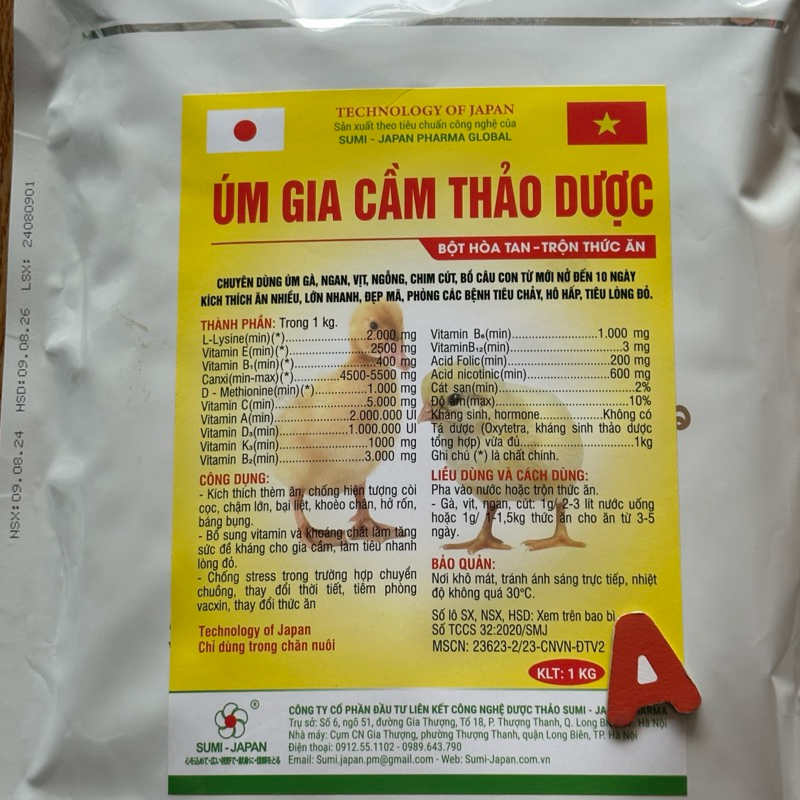 TECHNOLOGY OF JAPAN
Sản xuất theo tiêu chuẩn công nghệ của
SUMI - JAPAN PHARMA GLOBAL
ÚM GIA CẦM THẢO DƯỢC
BỘT HÒA TAN - TRỘN THỨC ĂN
CHUYÊN DÙNG ÚM GÀ, NGAN, VỊT, NGỖNG, CHIM CÚT, BỒ CÂU CON TỪ MỚI NỞ ĐẾN 10 NGÀY
KÍCH THÍCH ĂN NHIỀU, LỚN NHANH, ĐẸP MÃ, PHÒNG CÁC BỆNH TIÊU CHẢY, HÔ HẤP, TIÊU LÒNG ĐỎ.
THÀNH PHẦN: Trong 1 kg.
L-Lysine(min)(*)...2.000 mg
Vitamin E(min)(*)...2500 mg
Vitamin B₁(min)(*)...400 mg
Canxi(min-max)(*)...4500-5500 mg
D - Methionine(min)(*)...1.000 mg
Vitamin C(min)...5.000 mg
Vitamin A(min)...2.000.000 UI
Vitamin D₃(min)...1.000.000 UI
Vitamin K₃(min)...1000 mg
Vitamin B₂(min)...3.000 mg
CÔNG DỤNG:
- Kích thích thèm ăn, chống hiện tượng còi
cọc, chậm lớn, bại liệt, khoèo chân, hở rốn,
báng bụng.
- Bổ sung vitamin và khoáng chất làm tăng
sức đề kháng cho gia cầm, làm tiêu nhanh
lòng đỏ.
- Chống stress trong trường hợp chuyển
chuồng, thay đổi thời tiết, tiêm phòng
vacxin, thay đổi thức ăn
Technology of Japan
Chỉ dùng trong chăn nuôi
Vitamin B₆(min)...1.000 mg
VitaminB₁₂(min)...3 mg
Acid Folic(min)...200 mg
Acid nicotinic(min)...600 mg
Cát sạn(min)...2%
Độ ẩm(max)...10%
Kháng sinh, hormone...Không có
Tá dược (Oxytetra, kháng sinh thảo dược
tổng hợp) vừa đủ...1kg
Ghi chú (*) là chất chính.
LIỀU DÙNG VÀ CÁCH DÙNG:
Pha vào nước hoặc trộn thức ăn.
- Gà, vịt, ngan, cút: 1g/ 2-3 lít nước uống
hoặc 1g/ 1-1,5kg thức ăn cho ăn từ 3-5
ngày.
BẢO QUẢN:
Nơi khô mát, tránh ánh sáng trực tiếp, nhiệt
độ không quá 30°C.
Số lô SX, NSX, HSD: Xem trên bao bì
Số TCCS 32:2020/SMJ
MSCN: 23623-2/23-CNVN-ĐTV2
KLT: 1 KG
A
SUMI - JAPAN ®
CÔNG TY CỔ PHẦN ĐẦU TƯ LIÊN KẾT CÔNG NGHỆ DƯỢC THẢO SUMI - JA PHARMA
Trụ sở: Số 6, ngõ 51, đường Gia Thượng, Tổ 18, P. Thượng Thanh, Q. Long Hà Nội
Nhà máy: Cụm CN Gia Thượng, phường Thượng Thanh, quận Long Biên, TP. Hà Nội
Điện thoại: 0912.55.1102 - 0989.643.790
Email: Sumi.japan.pm@gmail.com - Web: Sumi-Japan.com.vn
NSX:09.08.24 HSD:09.08.26 LSX: 24080901